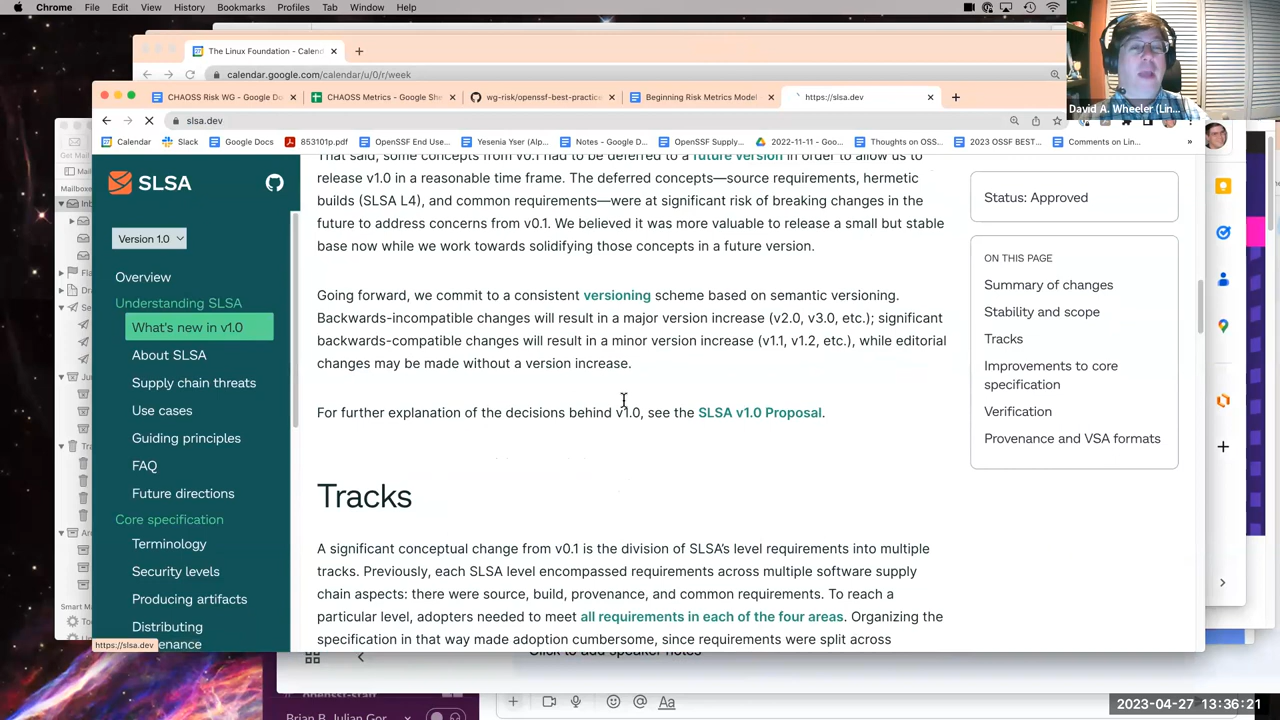 Chrome File Edit View History Bookmarks Profiles Tab Window Help
The Linux Foundation - Calend
calendar.google.com/calendar/u/0/r/week
CHAOSS Risk WG - Google D
CHAOSS Metrics - Google She
wg-risk/openssf-best-practice
Beginning Risk Metrics Model
https://slsa.dev
David A. Wheeler (Lin...
slsa.dev
Calendar
Slack
Google Docs
853101p.pdf
OpenSSF End Use...
Yesenia Yser (Alp...
Notes - Google D...
OpenSSF Supply...
2022-11-11 - Goo...
Thoughts on OSS...
2023 OSSF BEST...
Comments on Lin...
»
Get Mail
Mailboxe
SLSA
Version 1.0
Overview
Understanding SLSA
What's new in v1.0
About SLSA
Supply chain threats
Use cases
Guiding principles
FAQ
Future directions
Core specification
Terminology
Security levels
Producing artifacts
Distributing
enance
https://slsa.dev
Smart M
That said, some concepts from v0.1 had to be deferred to a future version in order to allow us to
release v1.0 in a reasonable time frame. The deferred concepts—source requirements, hermetic
builds (SLSA L4), and common requirements—were at significant risk of breaking changes in the
future to address concerns from v0.1. We believed it was more valuable to release a small but stable
base now while we work towards solidifying those concepts in a future version.
Going forward, we commit to a consistent versioning scheme based on semantic versioning.
Backwards-incompatible changes will result in a major version increase (v2.0, v3.0, etc.); significant
backwards-compatible changes will result in a minor version increase (v1.1, v1.2, etc.), while editorial
changes may be made without a version increase.
For further explanation of the decisions behind v1.0, see the SLSA v1.0 Proposal.
Tracks
A significant conceptual change from v0.1 is the division of SLSA's level requirements into multiple
tracks. Previously, each SLSA level encompassed requirements across multiple software supply
chain aspects: there were source, build, provenance, and common requirements. To reach a
particular level, adopters needed to meet all requirements in each of the four areas. Organizing the
specification in that way made adoption cumbersome, since requirements were split across
Status: Approved
ON THIS PAGE
Summary of changes
Stability and scope
Tracks
Improvements to core
specification
Verification
Provenance and VSA formats
Click to add speaker notes
openssf-staff
Brian B, Julian Gor
Aa
2023-04-27 13:36:21